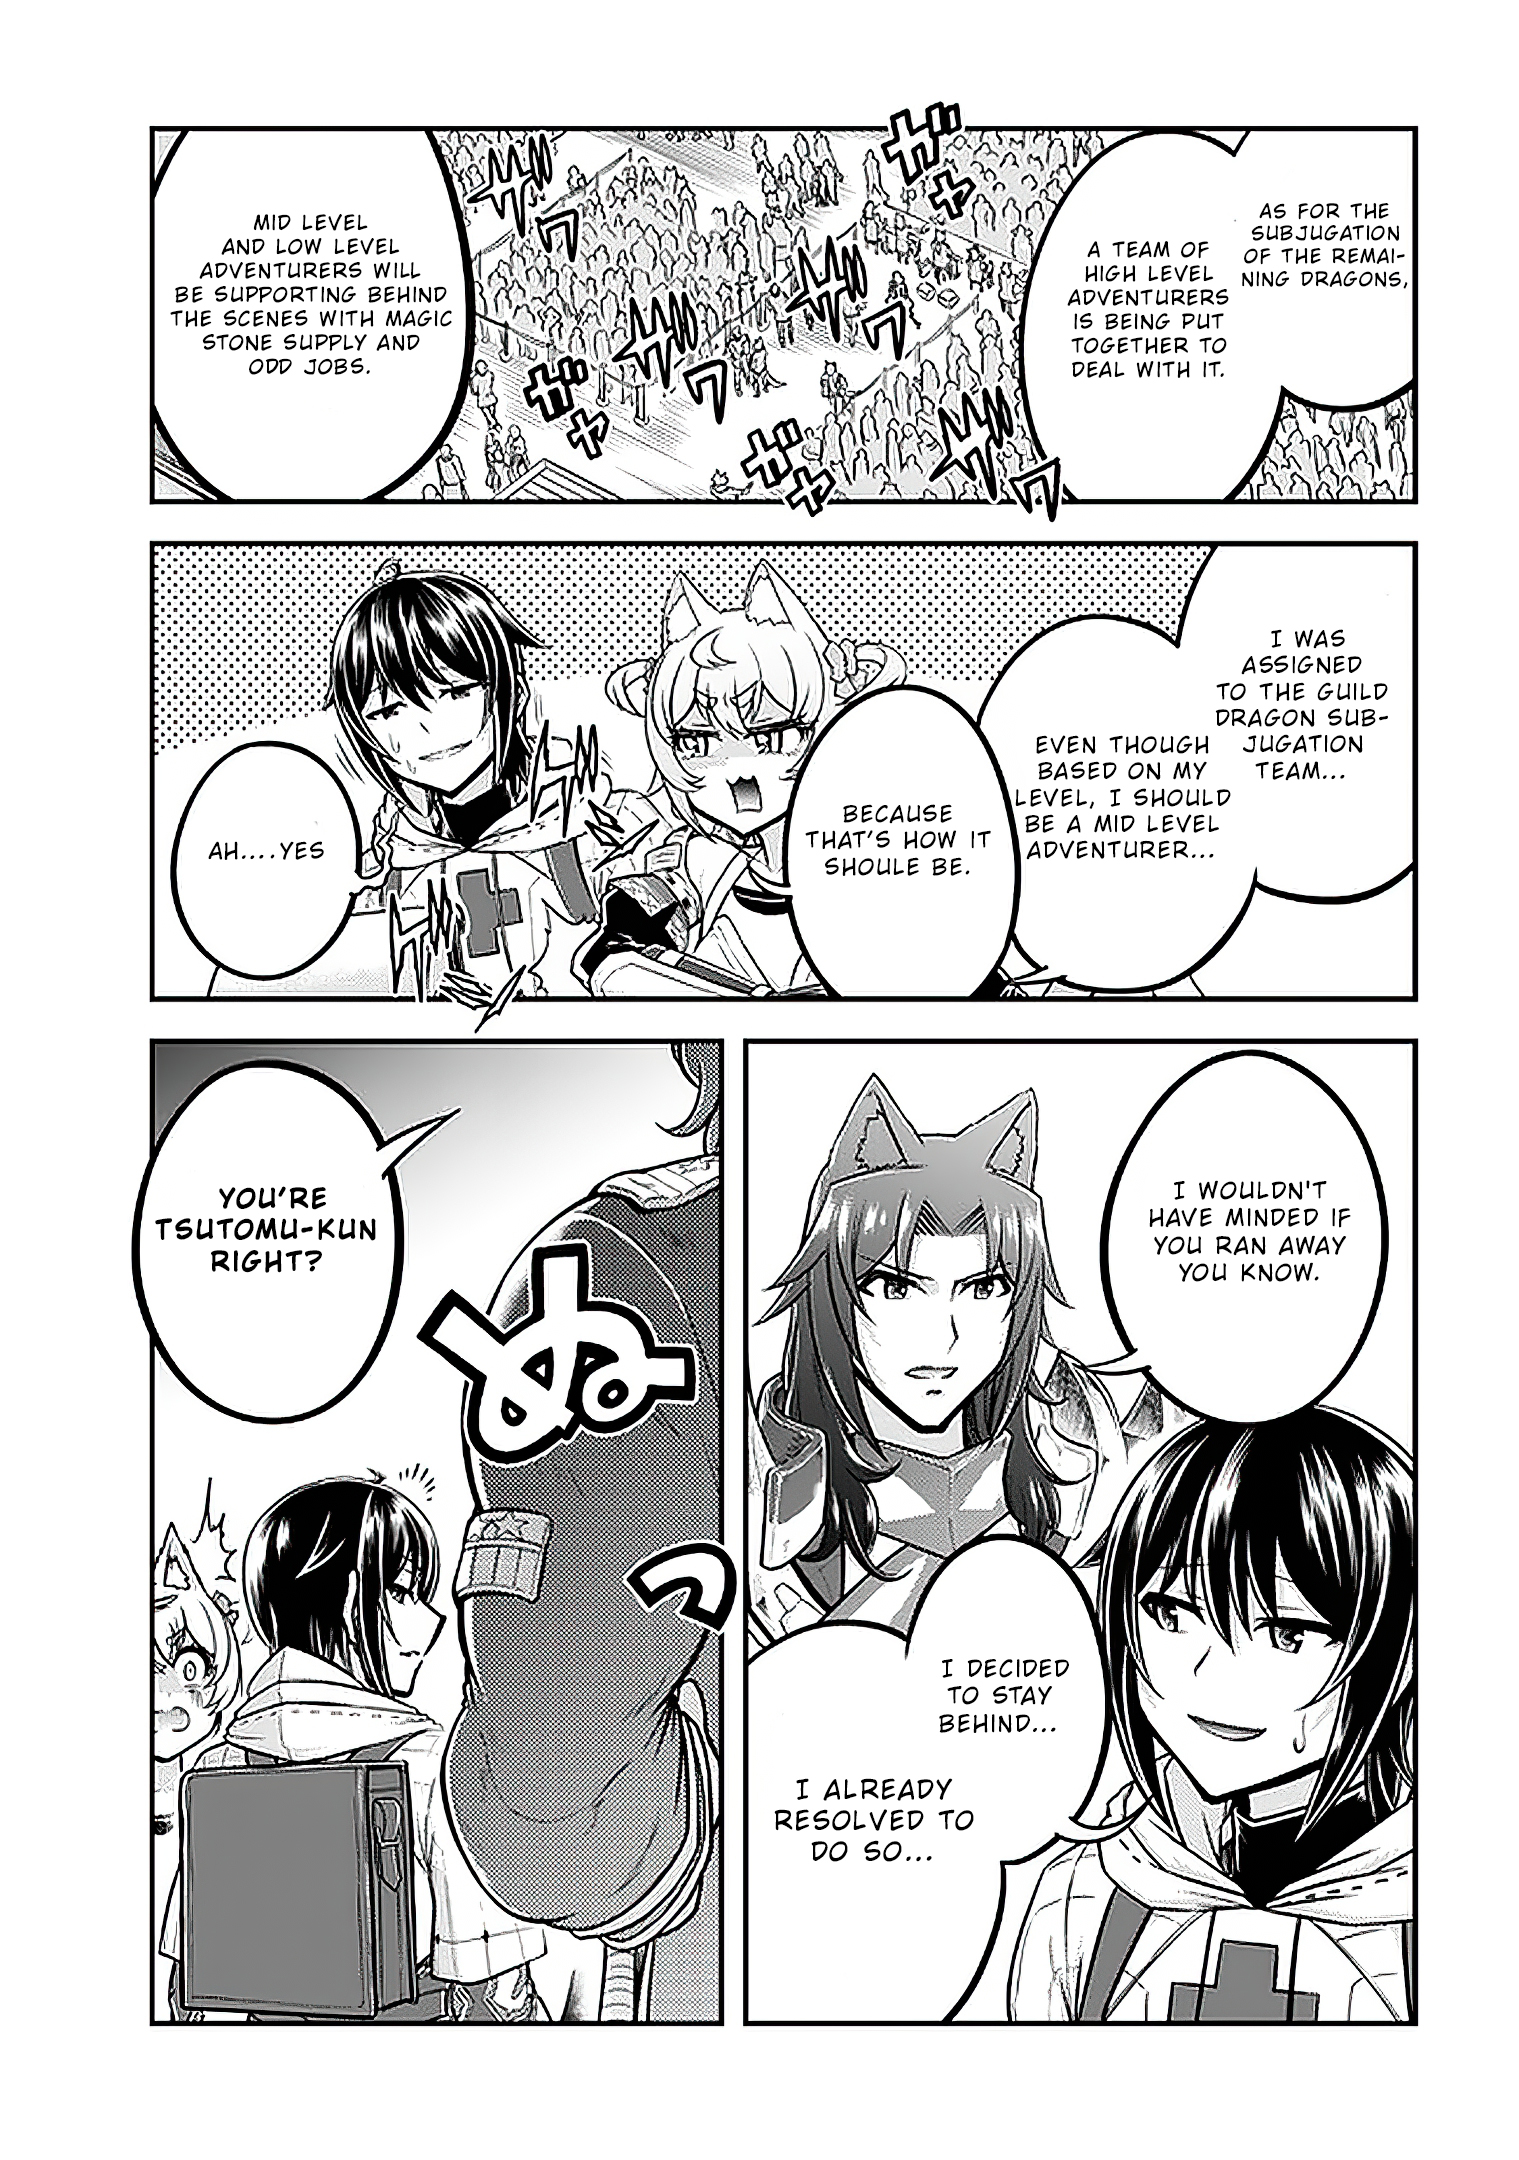 AS FOR THE
SUBJUGATION
OF THE REMAI-
NING DRAGONS,
A TEAM OF
HIGH LEVEL
ADVENTURERS
IS BEING PUT
TOGETHER TO
DEAL WITH IT.
ガヤ
ザワ
ザワ
ザワ
ザワ
ガヤ
ガヤ
MID LEVEL
AND LOW LEVEL
ADVENTURERS WILL
BE SUPPORTING BEHIND
THE SCENES WITH MAGIC
STONE SUPPLY AND
ODD JOBS.
I WAS
ASSIGNED
TO THE GUILD
DRAGON SUB-
JUGATION
TEAM...
EVEN THOUGH
BASED ON MY
LEVEL, I SHOULD
BE A MID LEVEL
ADVENTURER...
BECAUSE
THAT'S HOW IT
SHOULE BE.
AH....YES
I WOULDN'T
HAVE MINDED IF
YOU RAN AWAY
YOU KNOW.
I DECIDED
TO STAY
BEHIND...
I ALREADY
RESOLVED TO
DO SO...
YOU'RE
TSUTOMU-KUN
RIGHT?
ぬっ